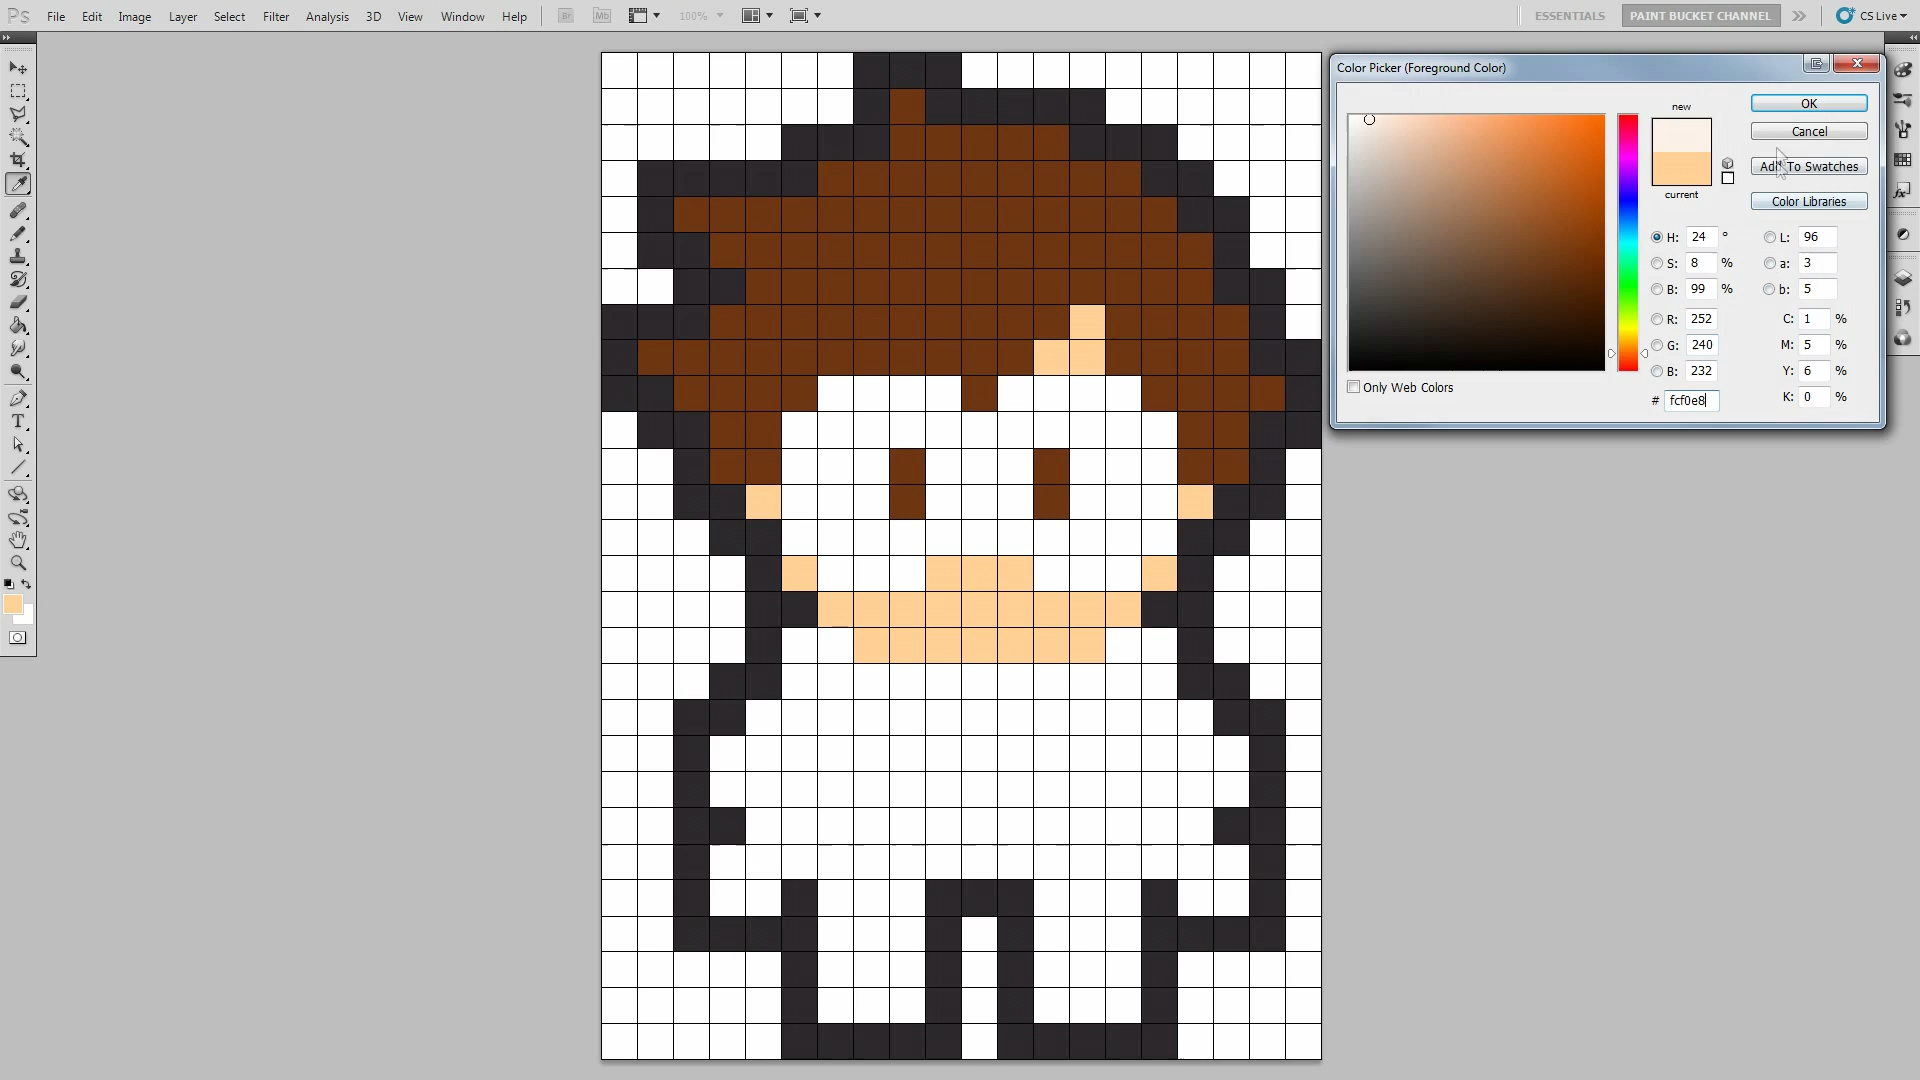 Ps File Edit Image Layer Select Filter Analysis 3D View Window Help Br Mb 100% ESSENTIALS PAINT BUCKET CHANNEL CS Live
Color Picker (Foreground Color)
new
current
OK
Cancel
Add To Swatches
Color Libraries
H: 24 °
S: 8 %
B: 99 %
R: 252
G: 240
B: 232
# fcf0e8
L: 96
a: 3
b: 5
C: 1 %
M: 5 %
Y: 6 %
K: 0 %
Only Web Colors